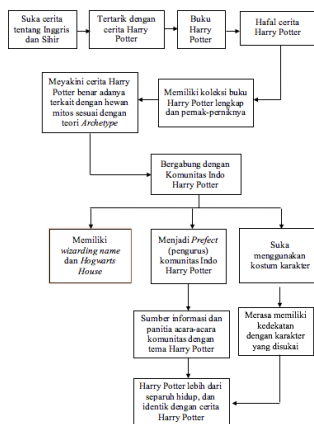 Suka cerita
tentang Inggris
dan Sihir
Tertarik dengan
cerita Harry
Potter
Buku
Harry
Potter
Hafal cerita
Harry Potter
Memiliki koleksi buku
Harry Potter lengkap
dan pernak-perniknya
Meyakini cerita Harry
Potter benar adanya
terkait dengan hewan
mitos sesuai dengan
teori Archetype
Bergabung dengan
Komunitas Indo
Harry Potter
Memiliki
wizarding name
dan Hogwarts
House
Menjadi Prefect
(pengurus)
komunitas Indo
Harry Potter
Suka
menggunakan
kostum karakter
Sumber informasi dan
panitia acara-acara
komunitas dengan
tema Harry Potter
Merasa memiliki
kedekatan
dengan karakter
yang disukai
Harry Potter lebih dari
separuh hidup, dan
identik dengan cerita
Harry Potter